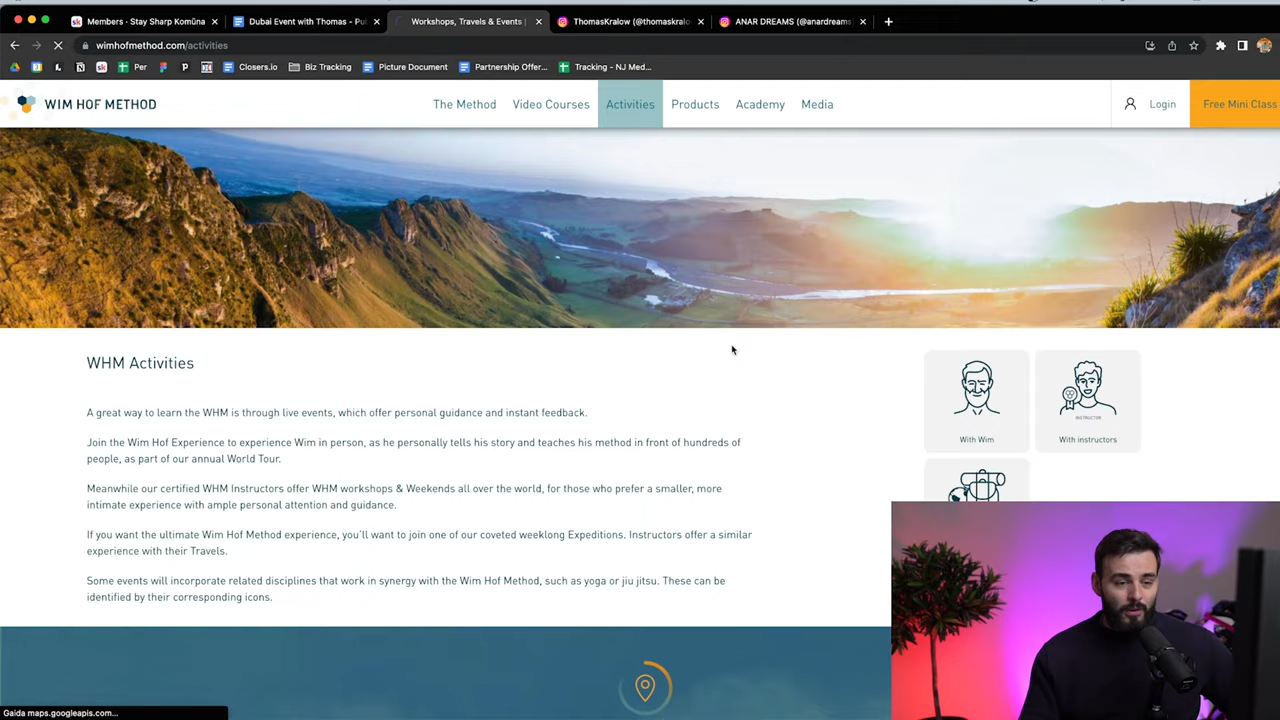 Members · Stay Sharp Komūna
Dubai Event with Thomas - Pu
Workshops, Travels & Events |
ThomasKralow (@thomaskralo
ANAR DREAMS (@anardreams
wimhofmethod.com/activities
Per
Closers.io
Biz Tracking
Picture Document
Partnership Offer...
Tracking - NJ Med...
WIM HOF METHOD
The Method
Video Courses
Activities
Products
Academy
Media
Login
Free Mini Class
WHM Activities
A great way to learn the WHM is through live events, which offer personal guidance and instant feedback.
Join the Wim Hof Experience to experience Wim in person, as he personally tells his story and teaches his method in front of hundreds of
people, as part of our annual World Tour.
Meanwhile our certified WHM Instructors offer WHM workshops & Weekends all over the world, for those who prefer a smaller, more
intimate experience with ample personal attention and guidance.
If you want the ultimate Wim Hof Method experience, you'll want to join one of our coveted weeklong Expeditions. Instructors offer a similar
experience with their Travels.
Some events will incorporate related disciplines that work in synergy with the Wim Hof Method, such as yoga or jiu jitsu. These can be
identified by their corresponding icons.
INSTRUCTOR
With Wim
With instructors
Gaida maps.googleapis.com...